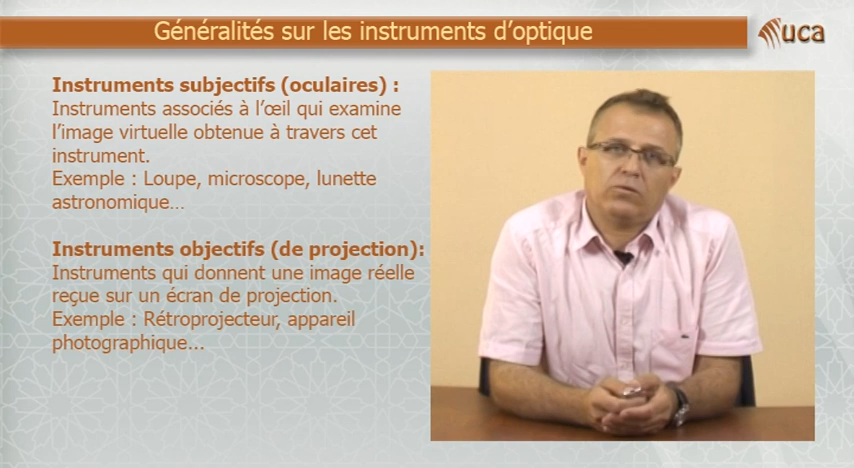 Généralités sur les instruments d'optique
uca
Instruments subjectifs (oculaires) :
Instruments associés à l'œil qui examine
l'image virtuelle obtenue à travers cet
instrument.
Exemple : Loupe, microscope, lunette
astronomique...
Instruments objectifs (de projection):
Instruments qui donnent une image réelle
reçue sur un écran de projection.
Exemple : Rétroprojecteur, appareil
photographique...